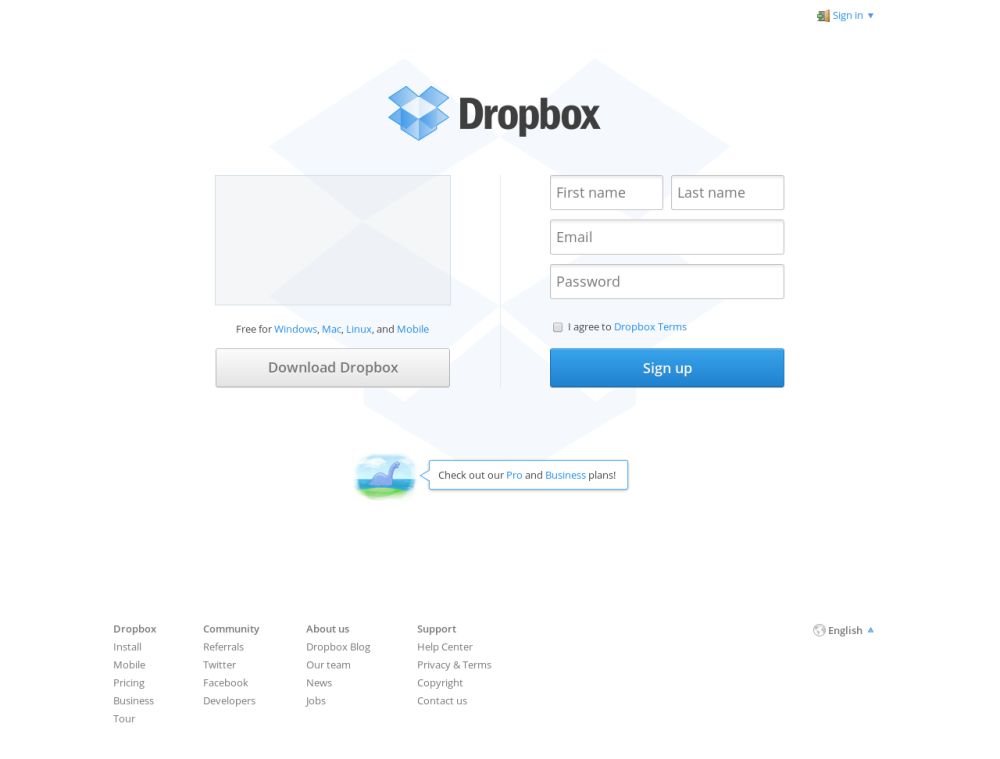 Sign in
Dropbox
First name
Last name
Email
Password
Free for Windows, Mac, Linux, and Mobile
I agree to Dropbox Terms
Download Dropbox
Sign up
Check out our Pro and Business plans!
Dropbox
Install
Mobile
Pricing
Business
Tour
Community
Referrals
Twitter
Facebook
Developers
About us
Dropbox Blog
Our team
News
Jobs
Support
Help Center
Privacy & Terms
Copyright
Contact us
English